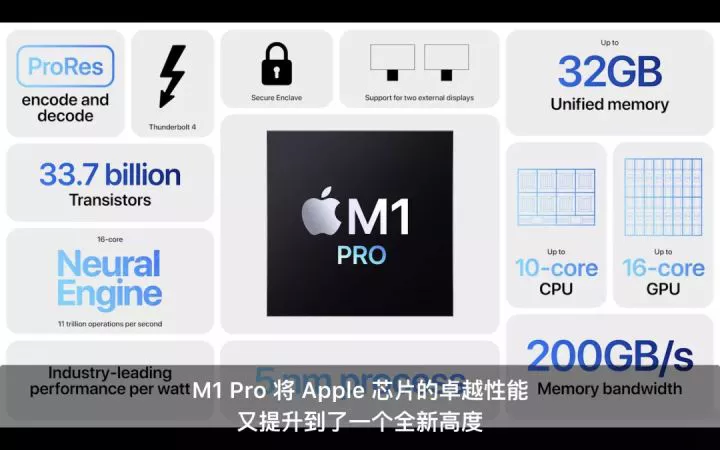 ProRes
encode and
decode
Thunderbolt 4
Secure Enclave
Support for two external displays
Up to
32GB
Unified memory
33.7 billion
Transistors
M1
PRO
16-core
Neural
Engine
11 trillion operations per second
Up to
10-core
CPU
Up to
16-core
GPU
Industry-leading
performance per watt
5 nm process
200GB/s
Memory bandwidth
M1 Pro 将 Apple 芯片的卓越性能
又提升到了一个全新高度